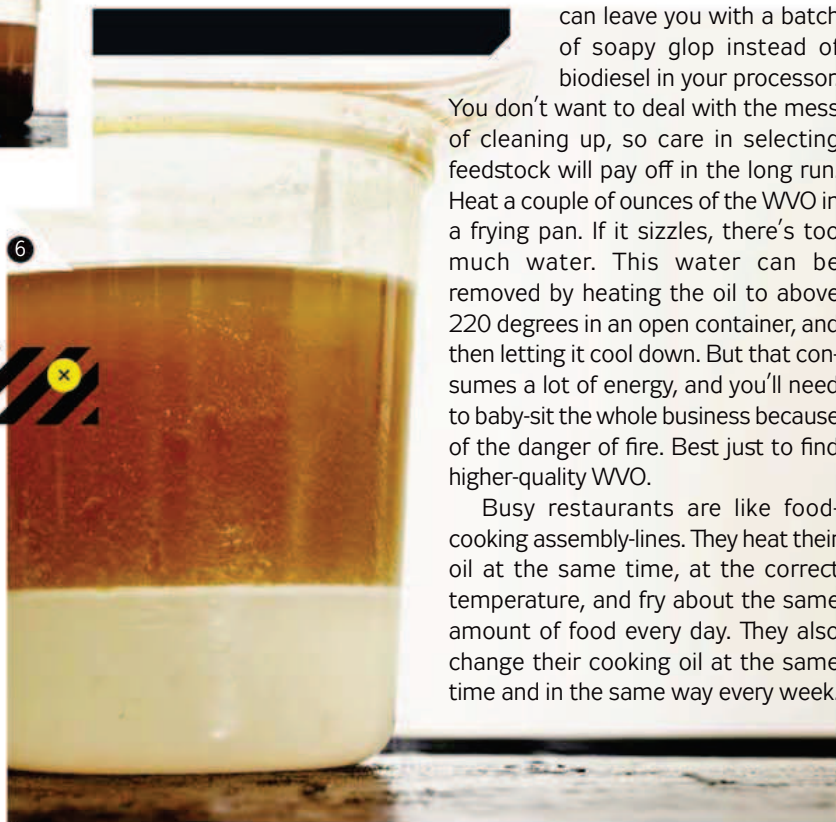 can leave you with a batch
of soapy glop instead of
biodiesel in your processor.
You don't want to deal with the mess
of cleaning up, so care in selecting
feedstock will pay off in the long run.
Heat a couple of ounces of the WVO in
a frying pan. If it sizzles, there's too
much water. This water can be
removed by heating the oil to above
220 degrees in an open container, and
then letting it cool down. But that con-
sumes a lot of energy, and you'll need
to baby-sit the whole business because
of the danger of fire. Best just to find
higher-quality WVO.
Busy restaurants are like food-
cooking assembly-lines. They heat their
oil at the same time, at the correct
temperature, and fry about the same
amount of food every day. They also
change their cooking oil at the same
time and in the same way every week.
6
×